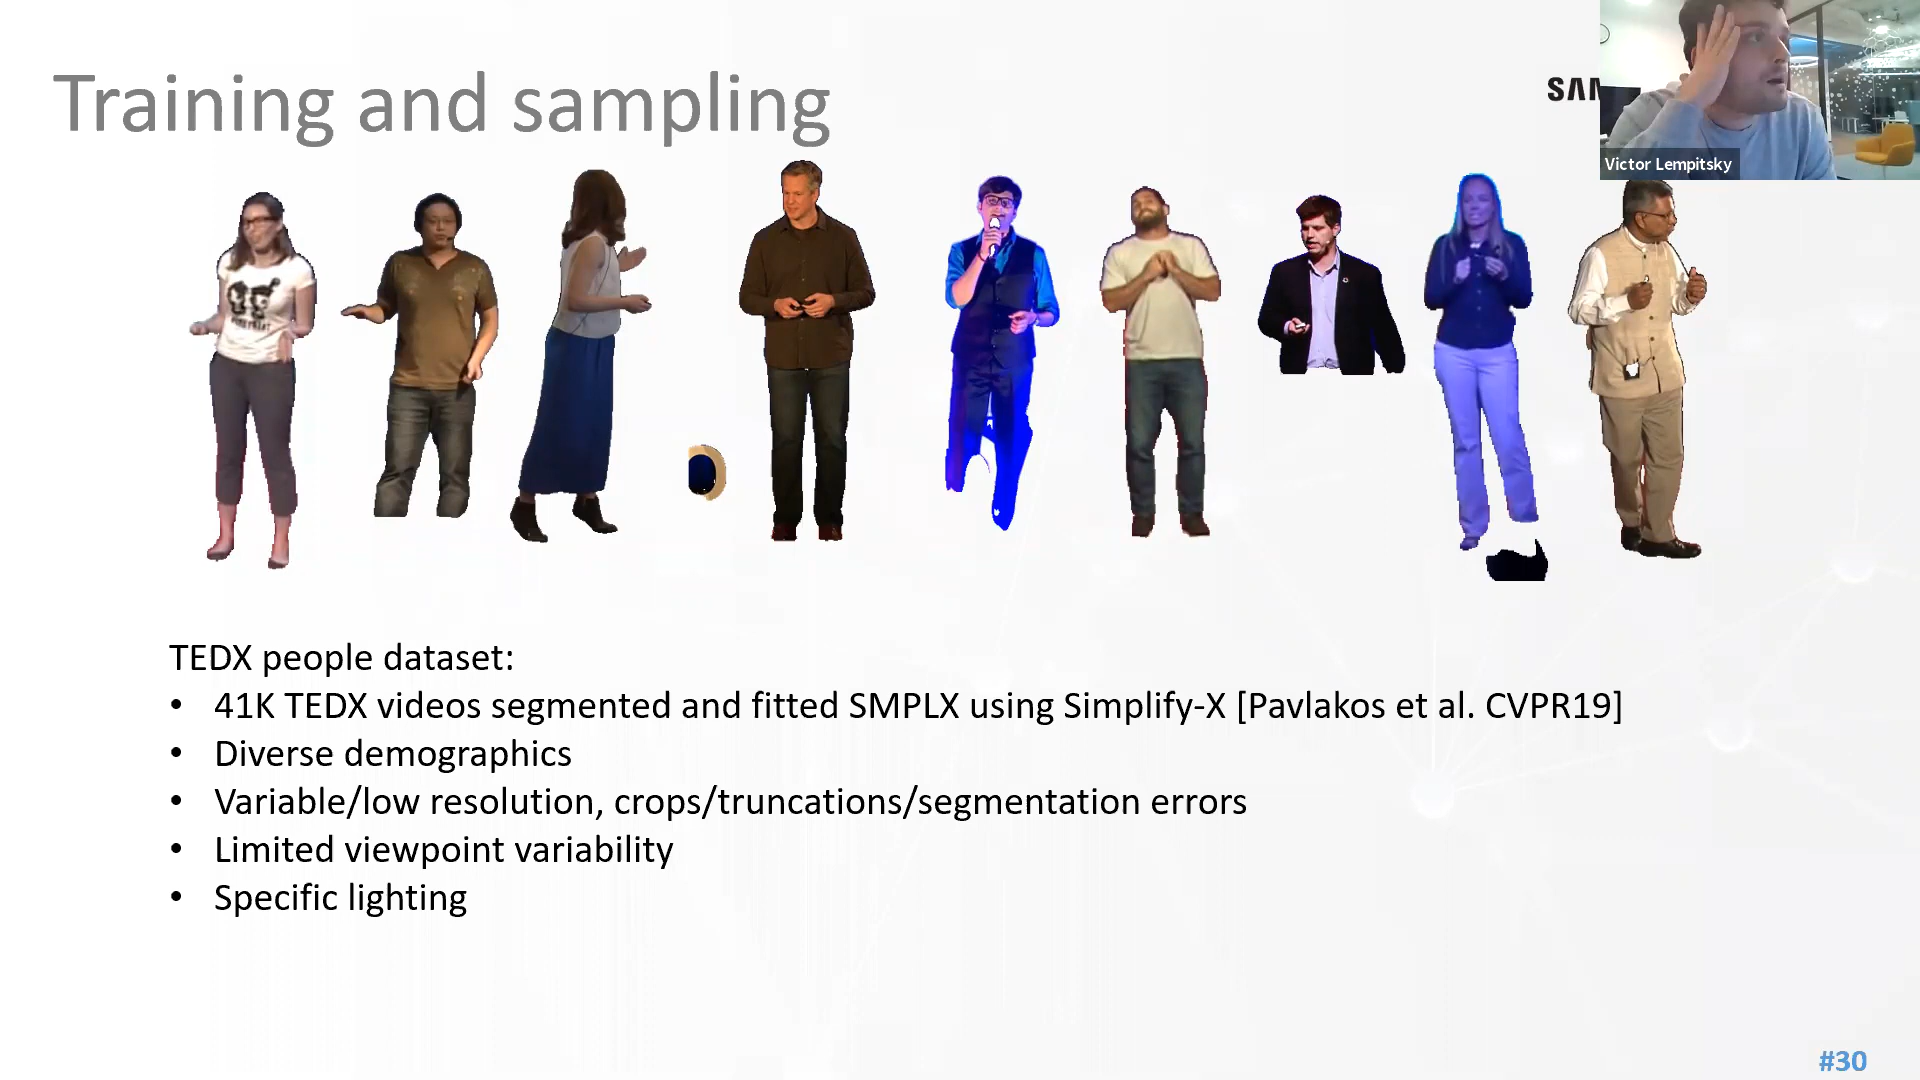 Training and sampling
SAM
Victor Lempitsky
TEDX people dataset:
• 41K TEDX videos segmented and fitted SMPLX using Simplify-X [Pavlakos et al. CVPR19]
• Diverse demographics
• Variable/low resolution, crops/truncations/segmentation errors
• Limited viewpoint variability
• Specific lighting
#30